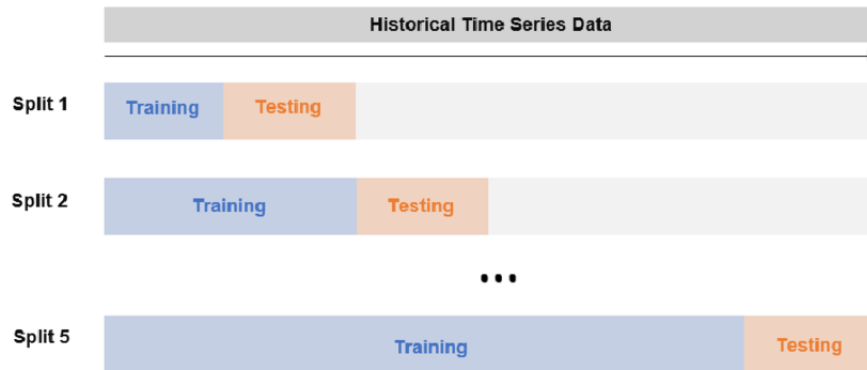 Historical Time Series Data
Split 1
Training
Testing
Split 2
Training
Testing
...
Split 5
Training
Testing